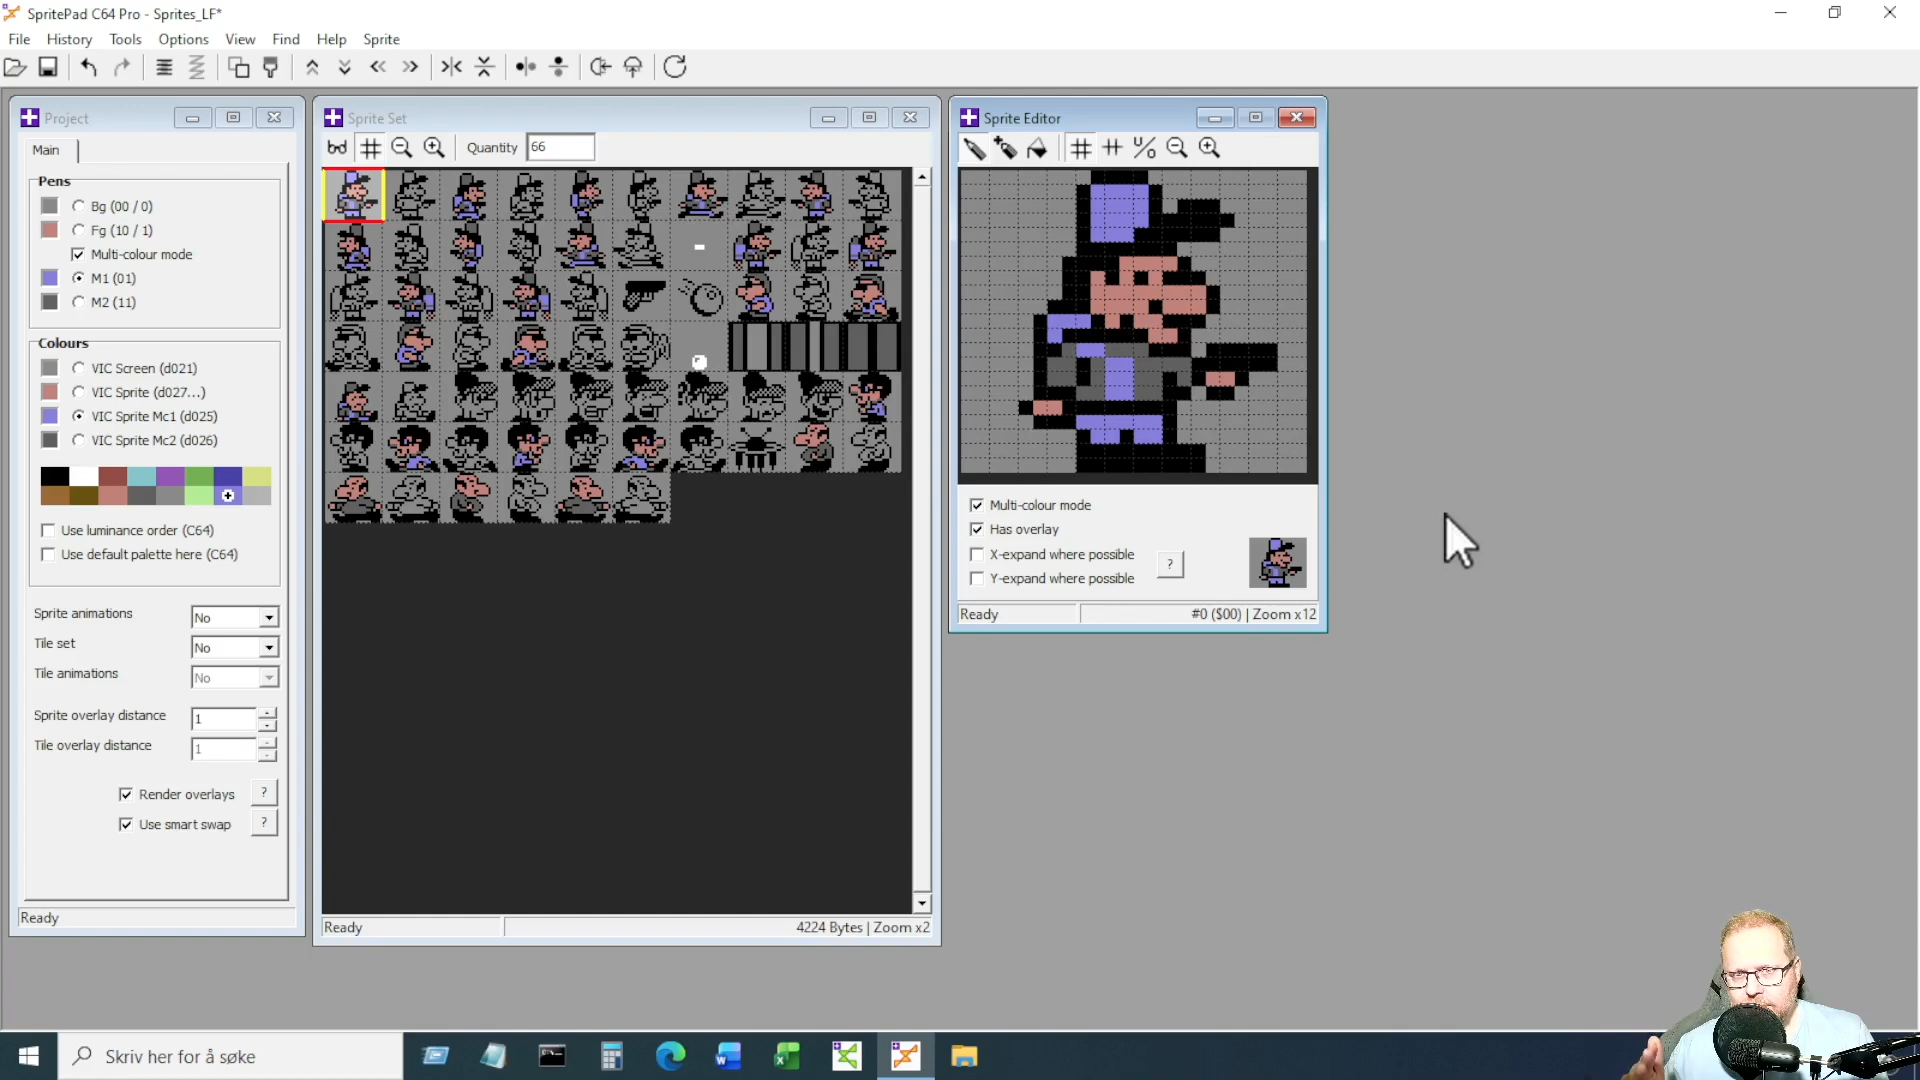 SpritePad C64 Pro - Sprites_LF*
File History Tools Options View Find Help Sprite
Project
Main
Pens
Bg (00 / 0)
Fg (10 / 1)
Multi-colour mode
M1 (01)
M2 (11)
Colours
VIC Screen (d021)
VIC Sprite (d027...)
VIC Sprite Mc1 (d025)
VIC Sprite Mc2 (d026)
Use luminance order (C64)
Use default palette here (C64)
Sprite animations No
Tile set No
Tile animations No
Sprite overlay distance 1
Tile overlay distance 1
Render overlays ?
Use smart swap ?
Ready
Sprite Set
Quantity 66
Ready 4224 Bytes | Zoom x2
Sprite Editor
Multi-colour mode
Has overlay
X-expand where possible
Y-expand where possible
?
Ready #0 ($00) | Zoom x12
Skriv her for å søke